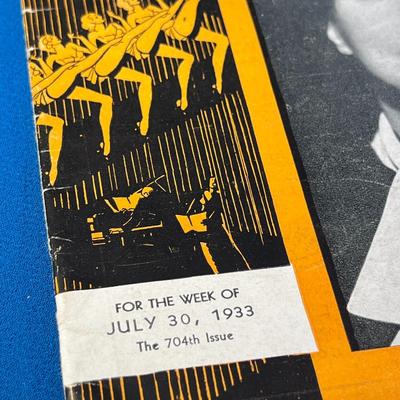 FOR THE WEEK OF
JULY 30, 1933
The 704th Issue